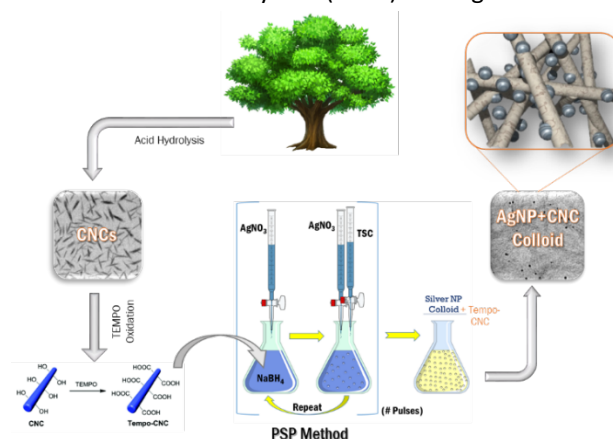 Acid Hydrolysis
CNCs
TEMPO
Oxidation
HO
HO
HO
OH
OH
OH
TEMPO
CNC
HOOC
HOOC
HOOC
COOH
COOH
COOH
Tempo-CNC
AgNO₃
AgNO₃
TSC
NaBH₄
Repeat
(# Pulses)
PSP Method
Silver NP
Colloid + Tempo-
CNC
AgNP+CNC
Colloid